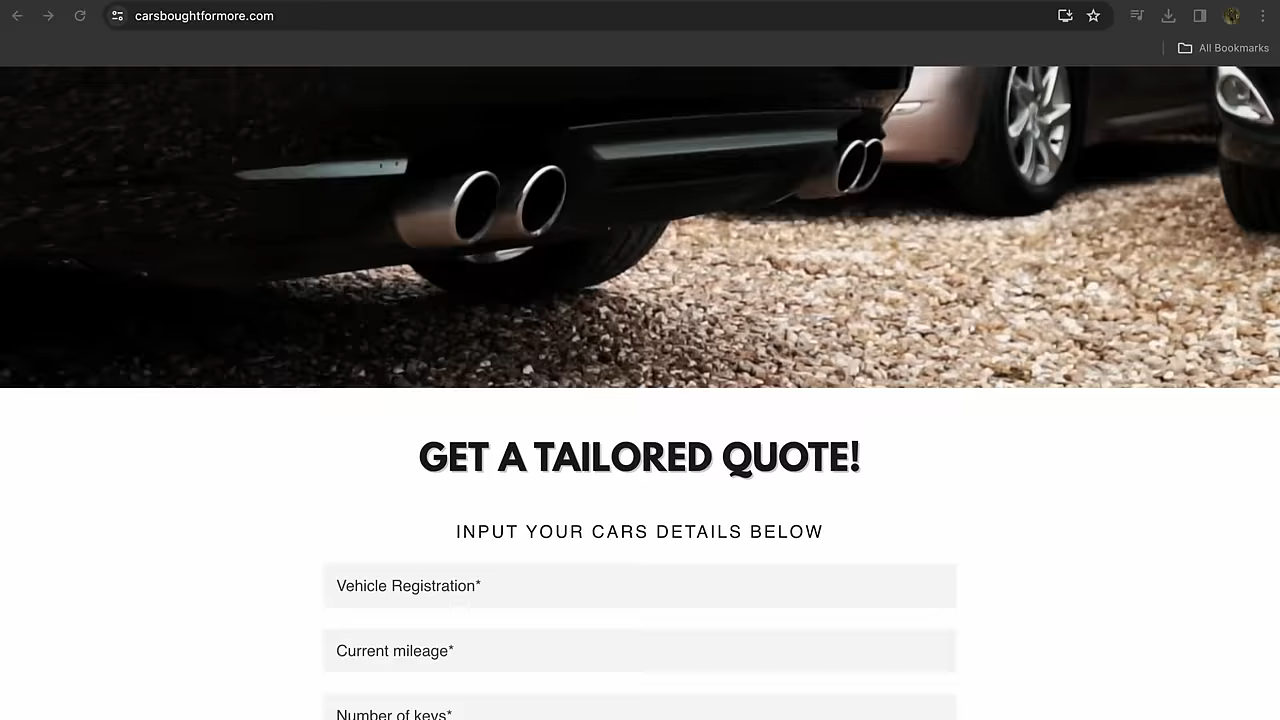 carsboughtformore.com
All Bookmarks
GET A TAILORED QUOTE!
INPUT YOUR CARS DETAILS BELOW
Vehicle Registration*
Current mileage*
Number of keys*